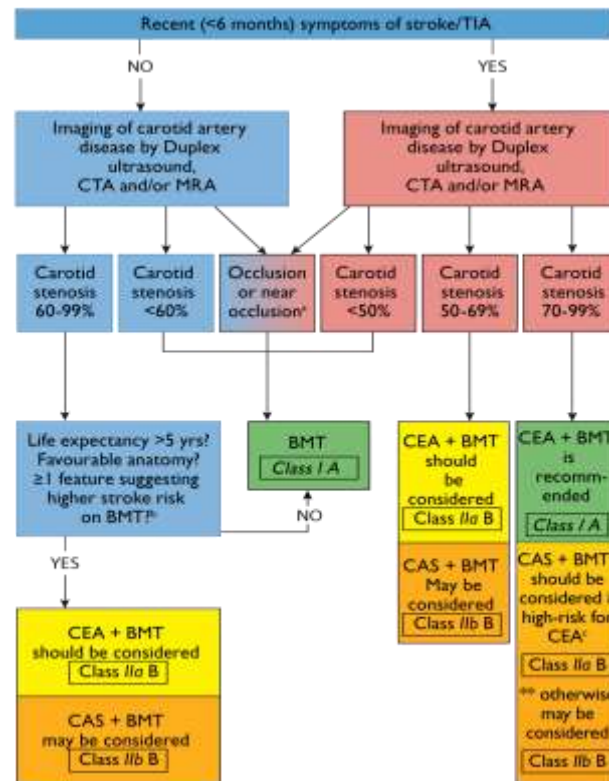 Recent (<6 months) symptoms of stroke/TIA
NO
YES
Imaging of carotid artery
disease by Duplex
ultrasound,
CTA and/or MRA
Imaging of carotid artery
disease by Duplex
ultrasound,
CTA and/or MRA
Carotid
stenosis
60-99%
Carotid
stenosis
<60%
Occlusion
or near
occlusionᵃ
Carotid
stenosis
<50%
Carotid
stenosis
50-69%
Carotid
stenosis
70-99%
Life expectancy >5 yrs?
Favourable anatomy?
≥1 feature suggesting
higher stroke risk
on BMT?ᵇ
BMT
Class I A
NO
YES
CEA + BMT
should be considered
Class IIa B
CAS + BMT
may be considered
Class IIb B
CEA + BMT
should
be
considered
Class IIa B
CAS + BMT
May be
considered
Class IIb B
CEA + BMT
is
recomm-
ended
Class I A
CAS + BMT
should be
considered
high-risk for
CEAᶜ
Class IIa B
** otherwise
may be
considered
Class IIb B